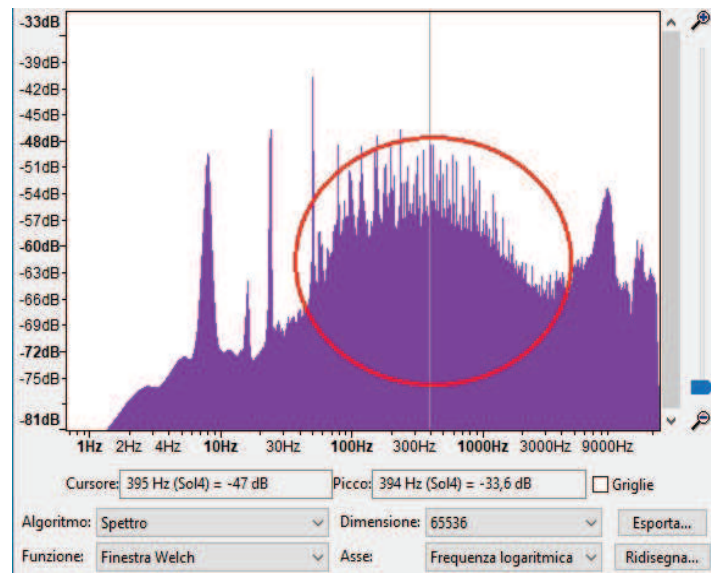 -33dB
-39dB
-42dB
-45dB
-48dB
-51dB
-54dB
-57dB
-60dB
-63dB
-66dB
-69dB
-72dB
-75dB
-81dB
1Hz 2Hz 4Hz 10Hz 30Hz 100Hz 300Hz 1000Hz 3000Hz 9000Hz
Cursore: 395 Hz (Sol4) = -47 dB Picco: 394 Hz (Sol4) = -33,6 dB Griglie
Algoritmo: Spettro Dimensione: 65536 Esporta...
Funzione: Finestra Welch Asse: Frequenza logaritmica Ridisegna...